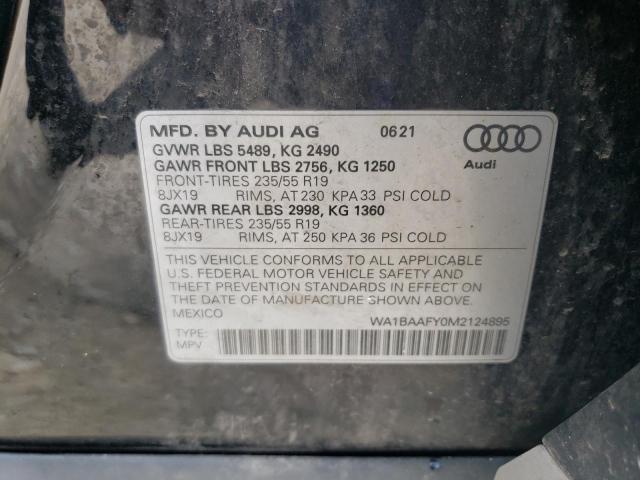 MFD. BY AUDI AG 0621
GVWR LBS 5489, KG 2490
GAWR FRONT LBS 2756, KG 1250
FRONT-TIRES 235/55 R19
8JX19 RIMS, AT 230 KPA 33 PSI COLD
GAWR REAR LBS 2998, KG 1360
REAR-TIRES 235/55 R19
8JX19 RIMS, AT 250 KPA 36 PSI COLD
Audi
THIS VEHICLE CONFORMS TO ALL APPLICABLE
U.S. FEDERAL MOTOR VEHICLE SAFETY AND
THEFT PREVENTION STANDARDS IN EFFECT ON
THE DATE OF MANUFACTURE SHOWN ABOVE.
MEXICO WA1BAAFY0M2124895
TYPE:
MPV